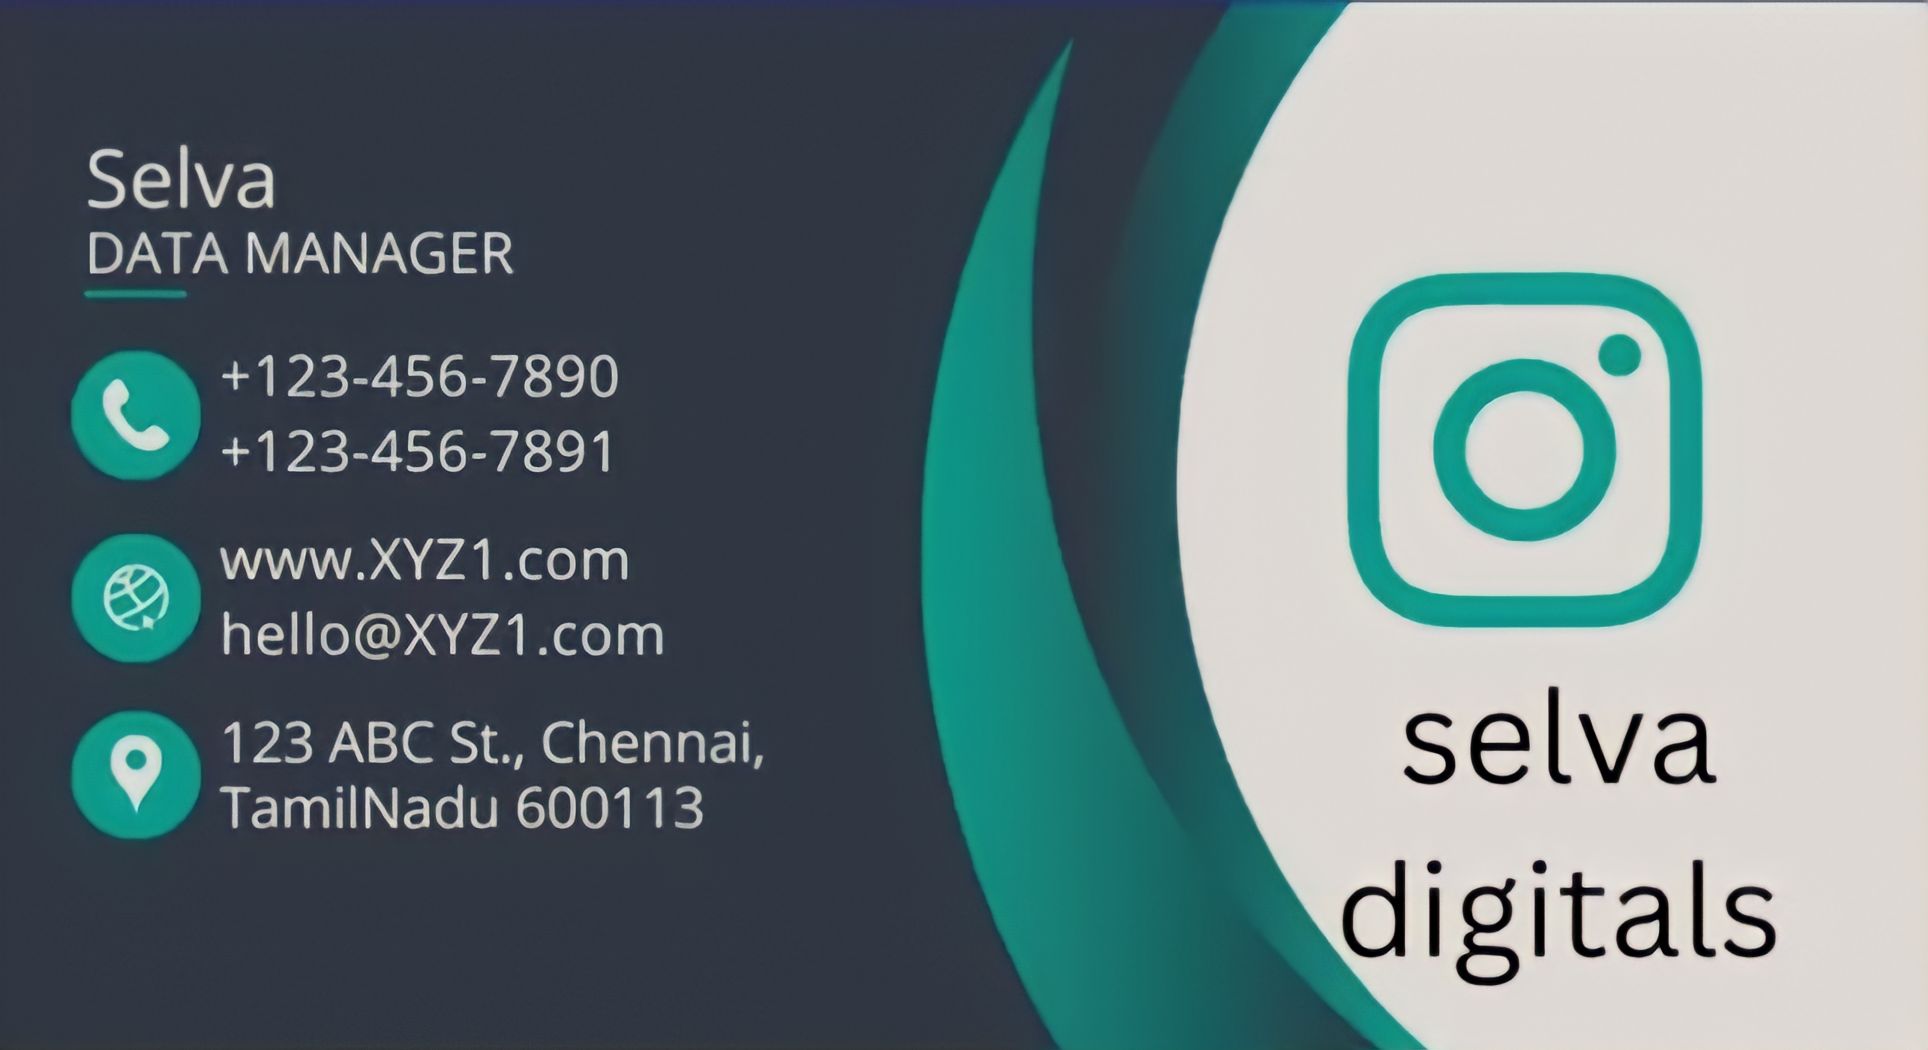 Selva
DATA MANAGER
+123-456-7890
+123-456-7891
www.XYZ1.com
hello@XYZ1.com
123 ABC St., Chennai,
TamilNadu 600113
selva
digitals